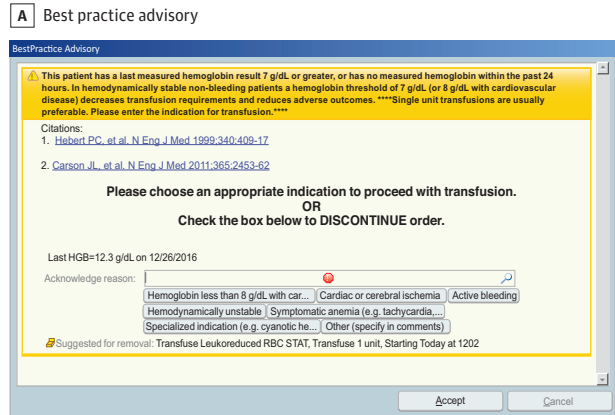 A Best practice advisory
BestPractice Advisory
This patient has a last measured hemoglobin result 7 g/dL or greater, or has no measured hemoglobin within the past 24
hours. In hemodynamically stable non-bleeding patients a hemoglobin threshold of 7 g/dL (or 8 g/dL with cardiovascular
disease) decreases transfusion requirements and reduces adverse outcomes. ****Single unit transfusions are usually
preferable. Please enter the indication for transfusion.****
Citations:
1. Hebert PC, et al. N Eng J Med 1999;340:409-17
2. Carson JL, et al. N Eng J Med 2011;365:2453-62
Please choose an appropriate indication to proceed with transfusion.
OR
Check the box below to DISCONTINUE order.
Last HGB=12.3 g/dL on 12/26/2016
Acknowledge reason:
Hemoglobin less than 8 g/dL with car... Cardiac or cerebral ischemia Active bleeding
Hemodynamically unstable Symptomatic anemia (e.g. tachycardia,...
Specialized indication (e.g. cyanotic he... Other (specify in comments)
Suggested for removal: Transfuse Leukoreduced RBC STAT, Transfuse 1 unit, Starting Today at 1202
Accept Cancel